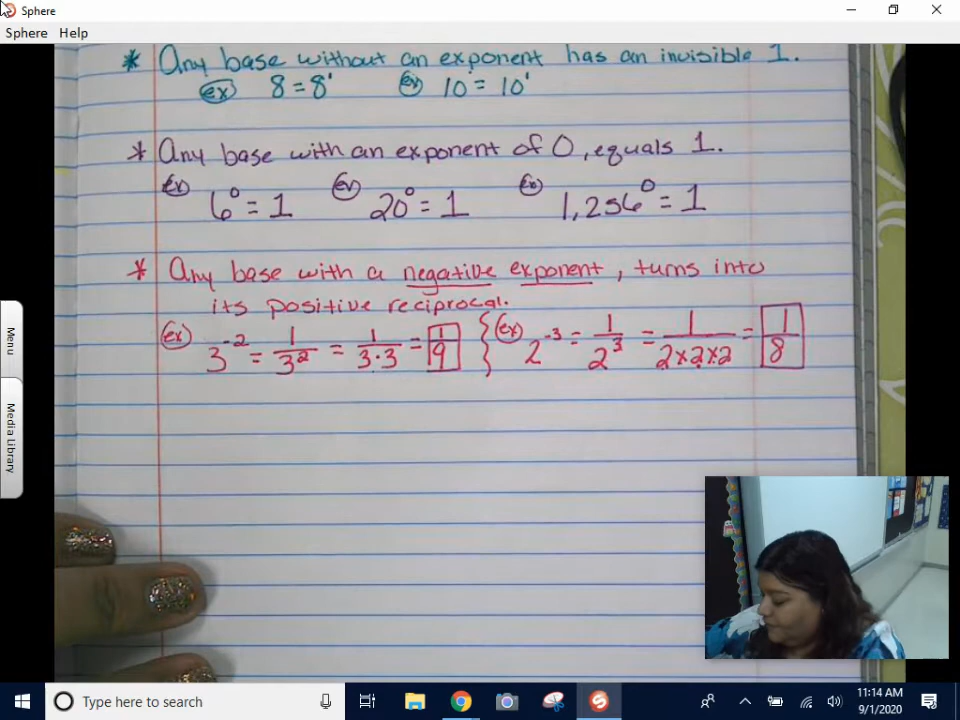 Sphere
Sphere Help
* Any base without an exponent has an invisible 1.
ex 8 = 8¹ ex 10 = 10¹
* Any base with an exponent of 0, equals 1.
ex 6⁰ = 1 ex 20⁰ = 1 ex 1,256⁰ = 1
* Any base with a negative exponent, turns into
its positive reciprocal.
ex 3⁻² = 1/3² = 1/3·3 = 1/9 { ex 2⁻³ = 1/2³ = 1/2×2×2 = 1/8
Menu
Media Library
Type here to search
11:14 AM
9/1/2020